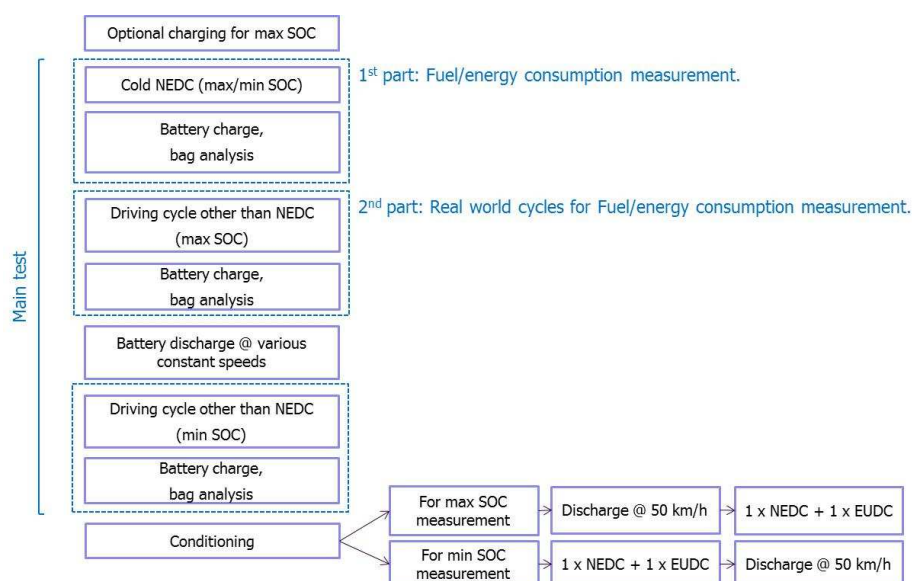 Optional charging for max SOC
Main test
Cold NEDC (max/min SOC)
1st part: Fuel/energy consumption measurement.
Battery charge,
bag analysis
Driving cycle other than NEDC
(max SOC)
2nd part: Real world cycles for Fuel/energy consumption measurement.
Battery charge,
bag analysis
Battery discharge @ various
constant speeds
Driving cycle other than NEDC
(min SOC)
Battery charge,
bag analysis
Conditioning
For max SOC
measurement
Discharge @ 50 km/h
1 x NEDC + 1 x EUDC
For min SOC
measurement
1 x NEDC + 1 x EUDC
Discharge @ 50 km/h